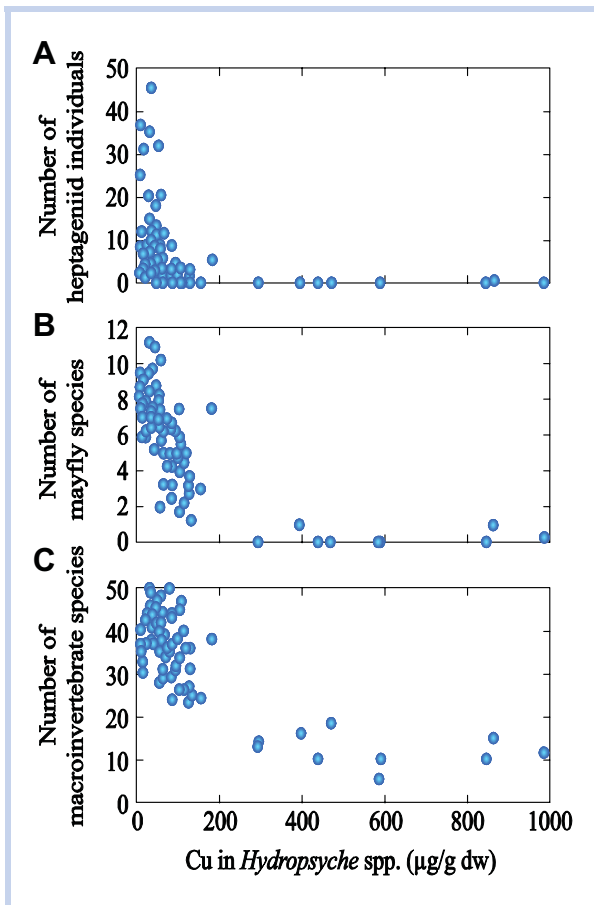 A
Number of
heptageniid individuals
50
40
30
20
10
0
B
Number of
mayfly species
12
10
8
6
4
2
0
C
Number of
macroinvertebrate species
50
40
30
20
10
0
0 200 400 600 800 1000
Cu in Hydropsyche spp. (µg/g dw)